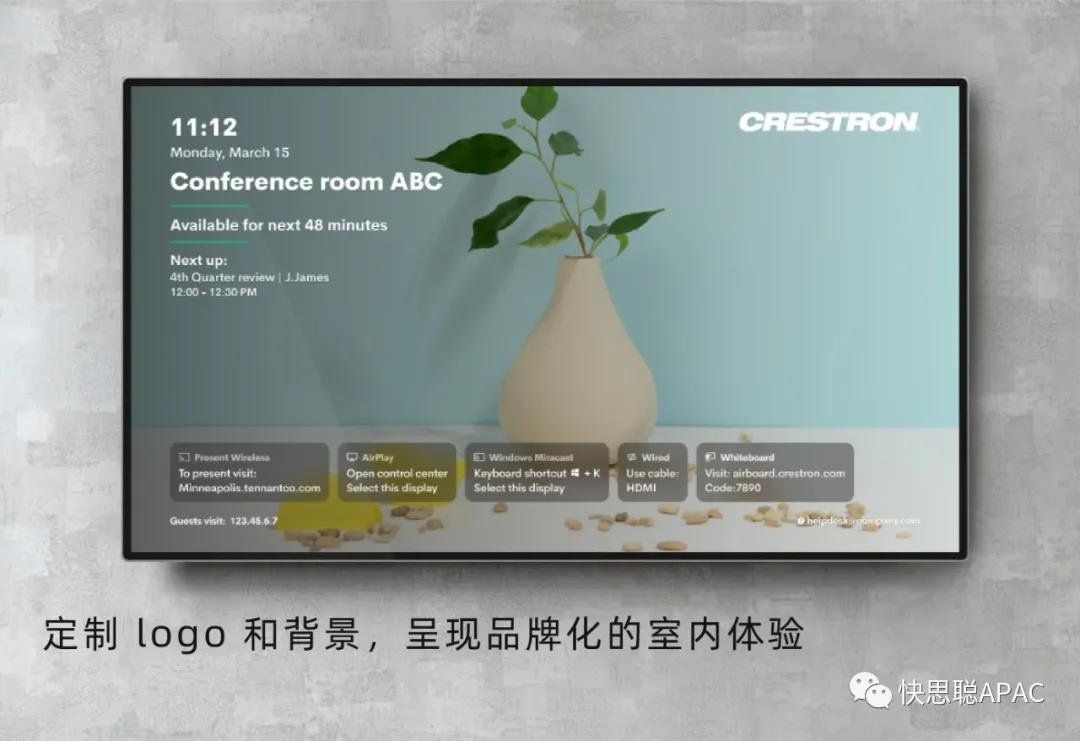 11:12
Monday, March 15
Conference room ABC
Available for next 48 minutes
Next up:
4th Quarter review | J.James
12:00 - 12:30 PM
CRESTRON
Present Wireless
To present visit:
Minneapolis.tennantco.com
AirPlay
Open control center
Select this display
Windows Miracast
Keyboard shortcut + K
Select this display
Wired
Use cable:
HDMI
Whiteboard
Visit: airboard.crestron.com
Code:7890
Guests visit: 123.45.6.7
helpdesk@company.com
定制 logo 和背景，呈现品牌化的室内体验
快思聪APAC